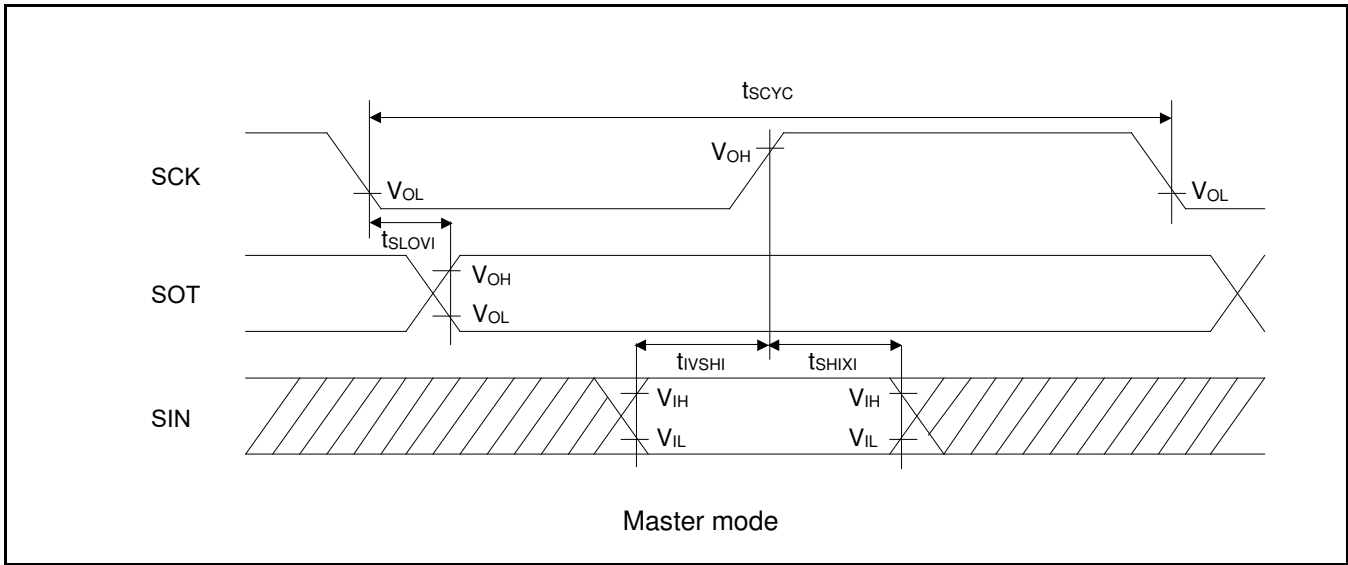 tSCYC
SCK
VOH
VOL
VOL
tSLOVI
SOT
VOH
VOL
tIVSHI
tSHIXI
SIN
VIH
VIH
VIL
VIL
Master mode